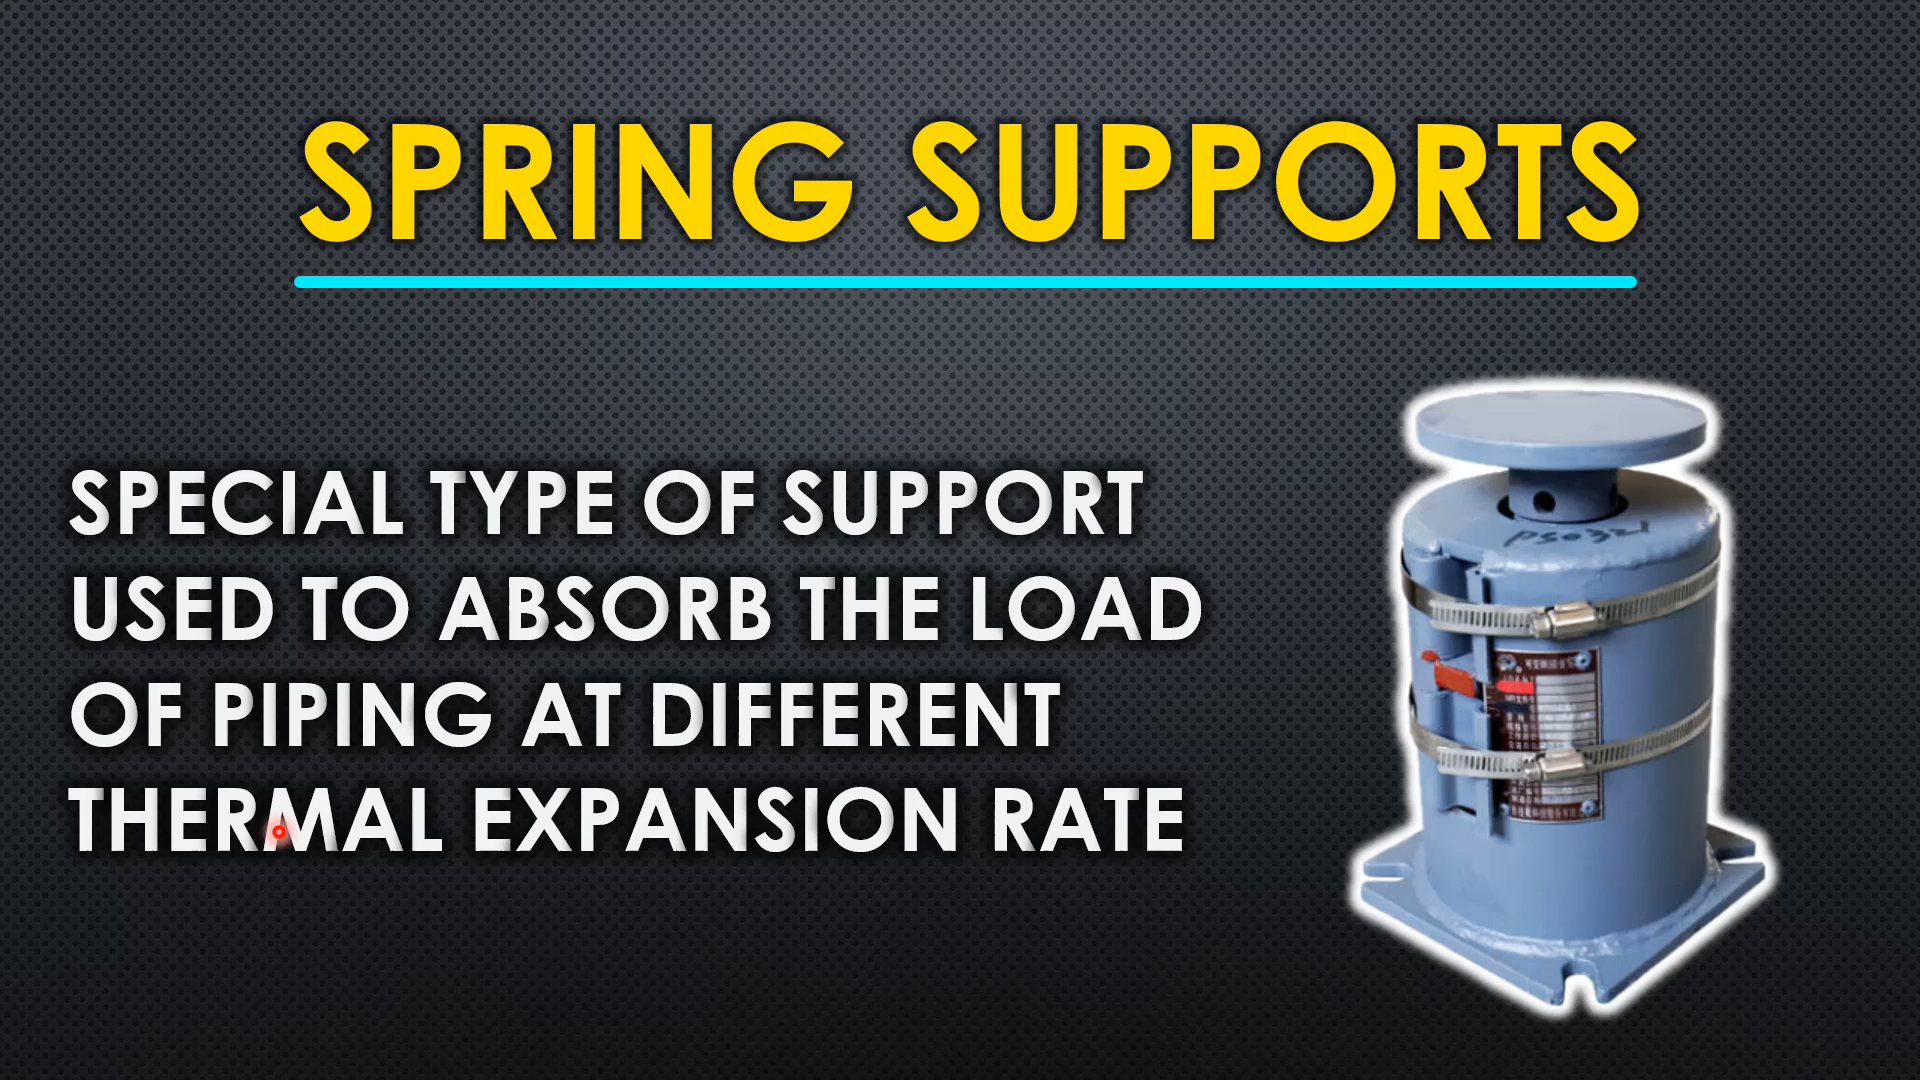 SPRING SUPPORTS
SPECIAL TYPE OF SUPPORT
USED TO ABSORB THE LOAD
OF PIPING AT DIFFERENT
THERMAL EXPANSION RATE